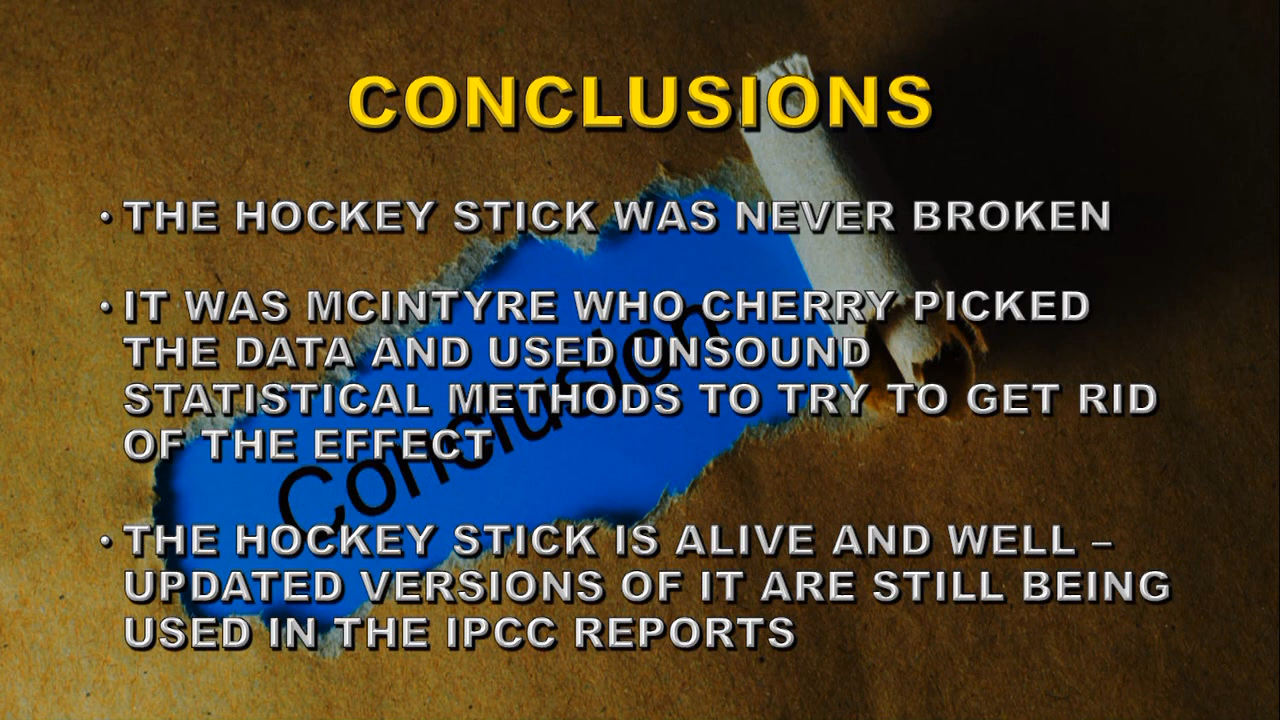 CONCLUSIONS
• THE HOCKEY STICK WAS NEVER BROKEN
• IT WAS MCINTYRE WHO CHERRY PICKED
THE DATA AND USED UNSOUND
STATISTICAL METHODS TO TRY TO GET RID
OF THE EFFECT
Conclusion
• THE HOCKEY STICK IS ALIVE AND WELL –
UPDATED VERSIONS OF IT ARE STILL BEING
USED IN THE IPCC REPORTS